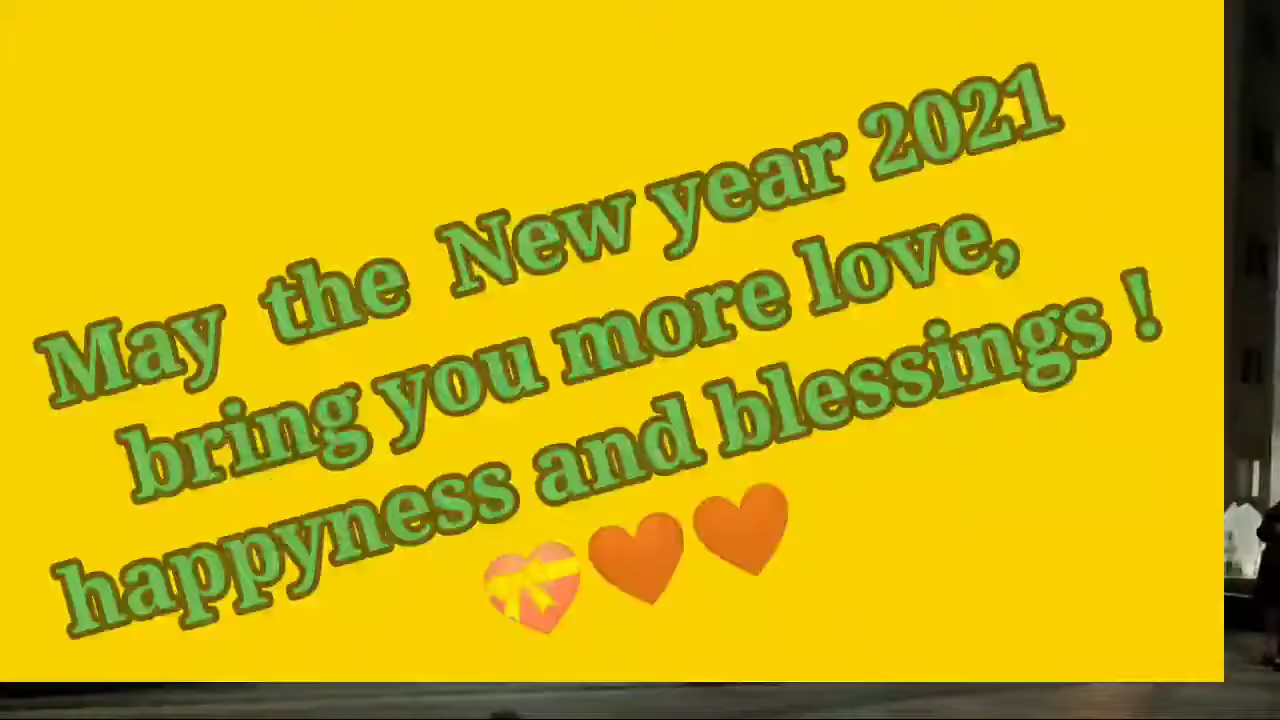 May the New year 2021
bring you more love,
happyness and blessings !
💝🧡🧡